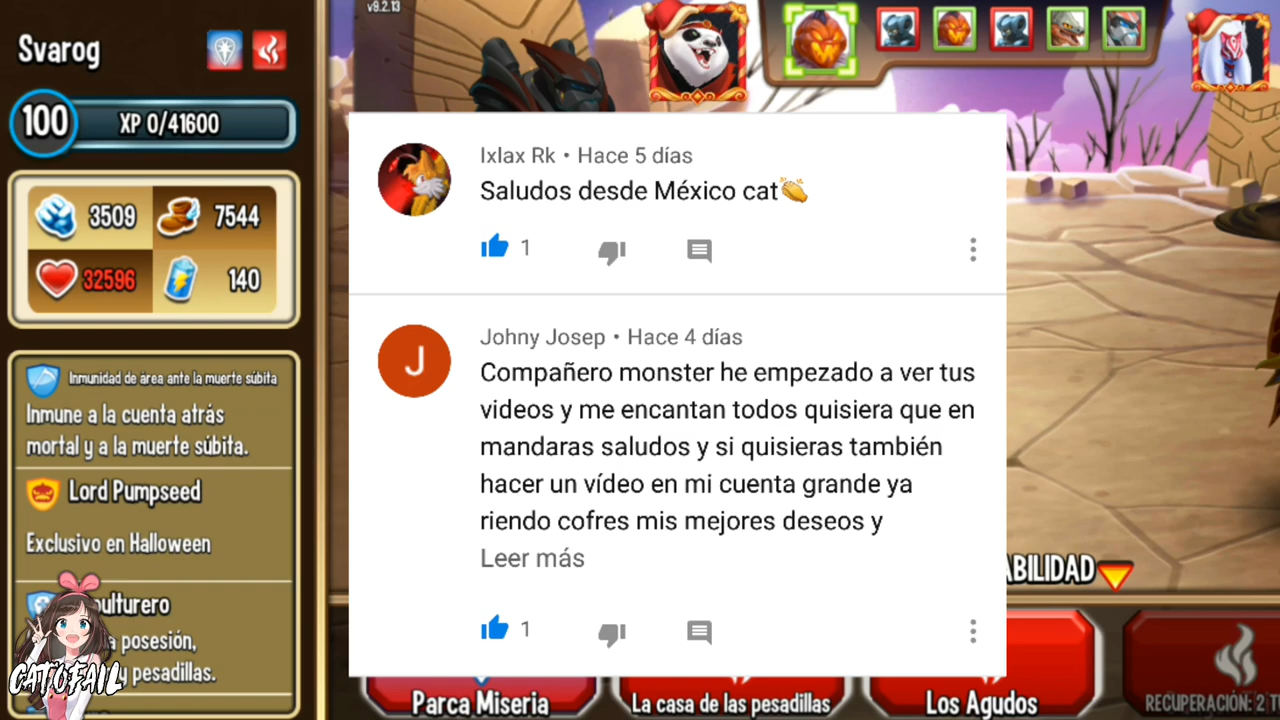 v9.2.13
Svarog
100
XP 0/41600
3509
7544
32596
140
Inmunidad de área ante la muerte súbita
Inmune a la cuenta atrás
mortal y a la muerte súbita.
Lord Pumpseed
Exclusivo en Halloween
ulturero
a posesión,
y pesadillas.
CATOFAIL
Ixlax Rk • Hace 5 días
Saludos desde México cat👏
1
J
Johny Josep • Hace 4 días
Compañero monster he empezado a ver tus
videos y me encantan todos quisiera que en
mandaras saludos y si quisieras también
hacer un vídeo en mi cuenta grande ya
riendo cofres mis mejores deseos y
Leer más
1
ABILIDAD
Parca Miseria
La casa de las pesadillas
Los Agudos
RECUPERACIÓN: 2 T